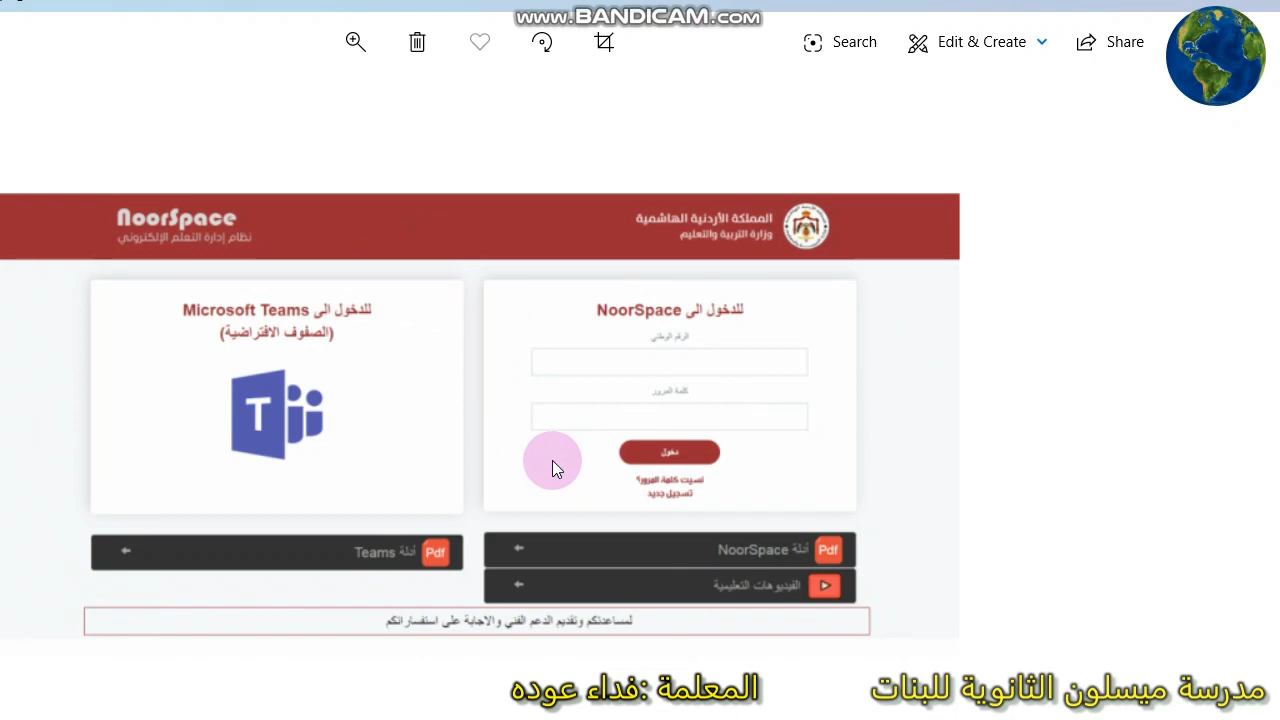 www.BANDICAM.com
Search
Edit & Create
Share
NoorSpace
نظام إدارة التعلم الإلكتروني
المملكة الأردنية الهاشمية
وزارة التربية والتعليم
للدخول الى NoorSpace
الرقم الوطني
كلمة المرور
دخول
نسيت كلمة المرور؟
تسجيل جديد
للدخول الى Microsoft Teams
(الصفوف الافتراضية)
T
Pdf أدلة NoorSpace
الفيديوهات التعليمية
Pdf أدلة Teams
لمساعدتكم وتقديم الدعم الفني والاجابة على استفساراتكم
مدرسة ميسلون الثانوية للبنات
المعلمة :فداء عوده